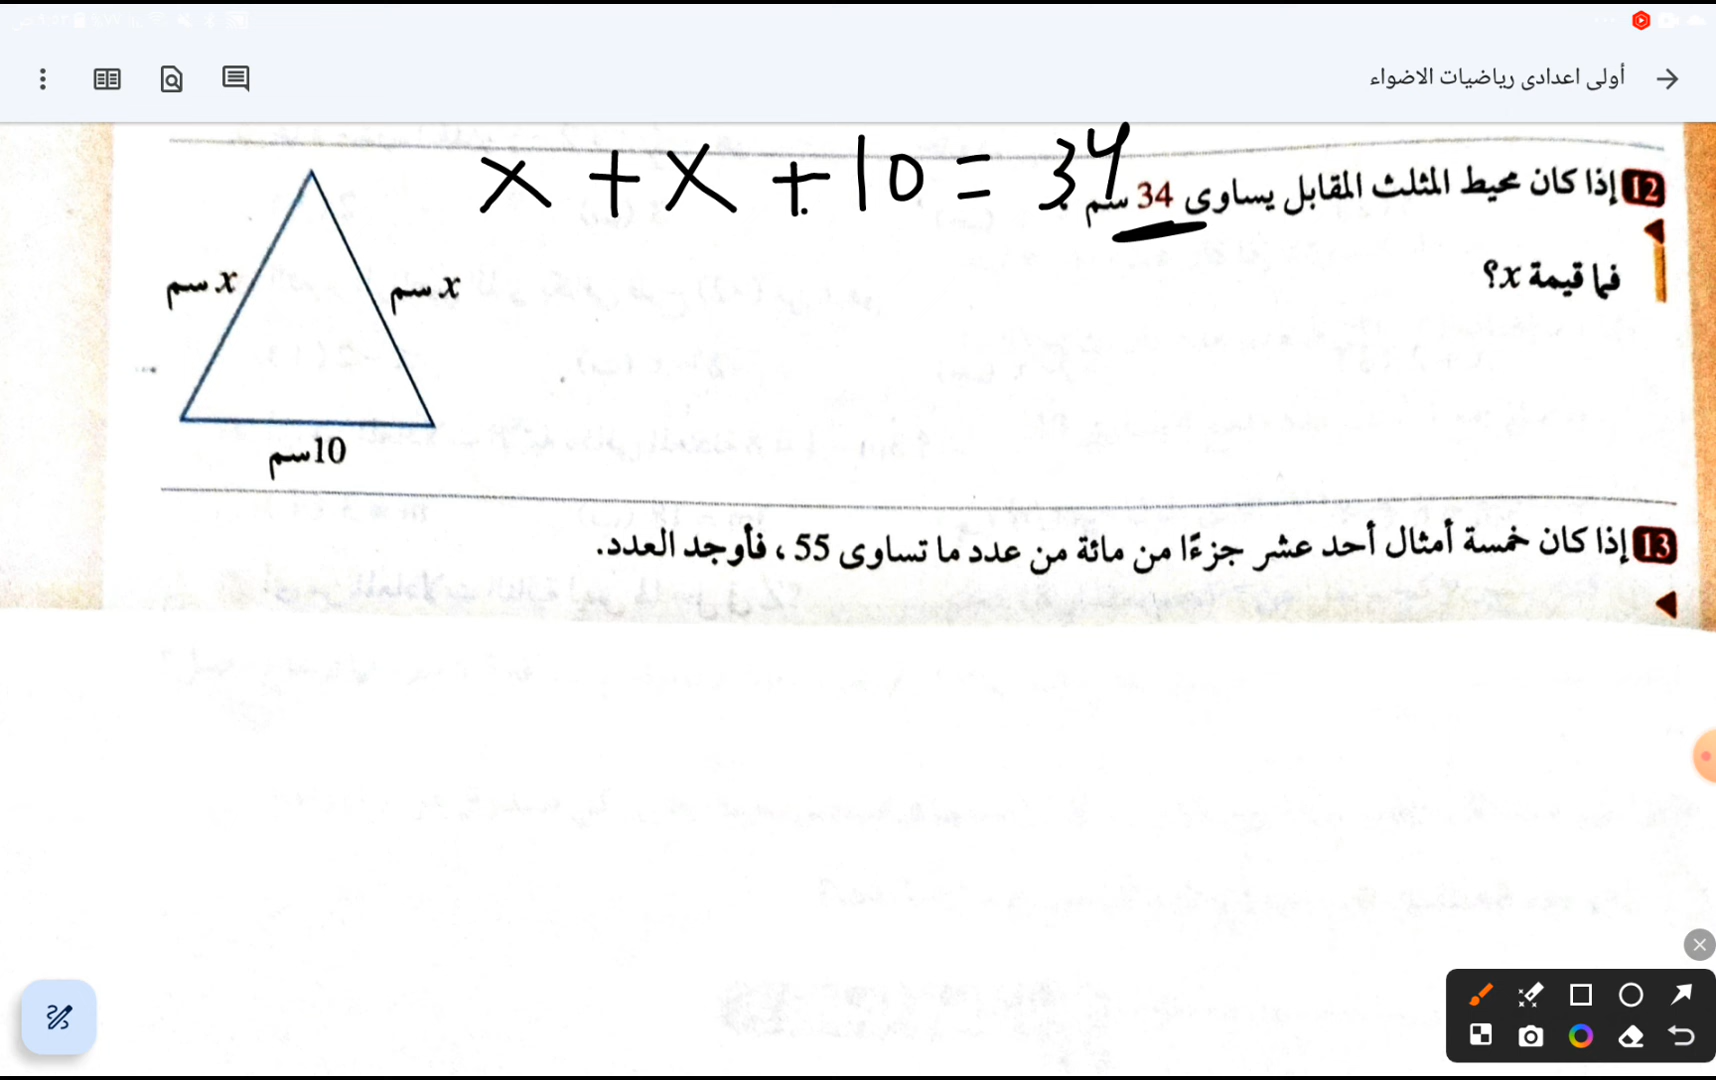 أولى اعدادى رياضيات الاضواء
x + x + 10 = 34
12 إذا كان محيط المثلث المقابل يساوى 34 سم
فما قيمة x؟
x سم
x سم
10سم
13 إذا كان خمسة أمثال أحد عشر جزءًا من مائة من عدد ما تساوى 55 ، فأوجد العدد.